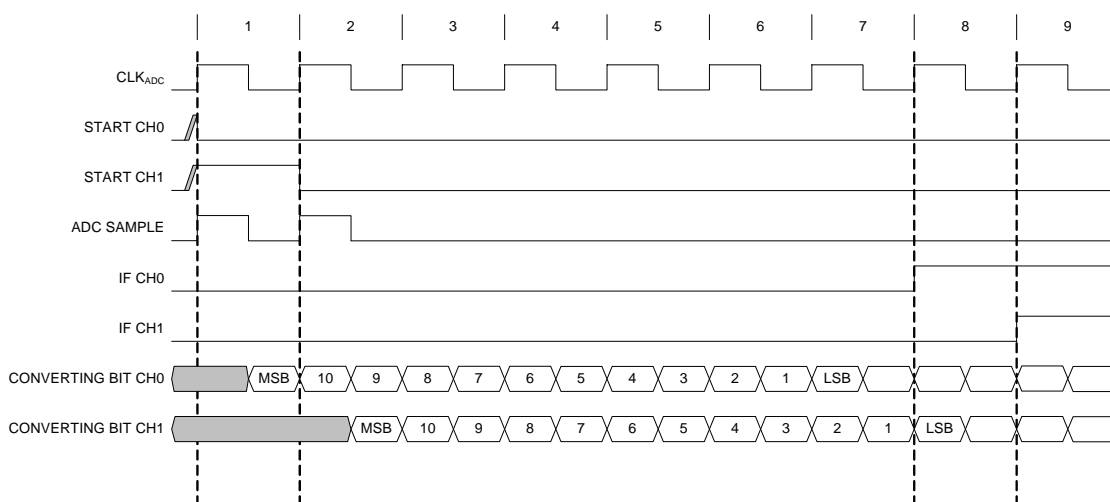 1 2 3 4 5 6 7 8 9
CLKADC
START CH0
START CH1
ADC SAMPLE
IF CH0
IF CH1
CONVERTING BIT CH0 MSB 10 9 8 7 6 5 4 3 2 1 LSB
CONVERTING BIT CH1 MSB 10 9 8 7 6 5 4 3 2 1 LSB